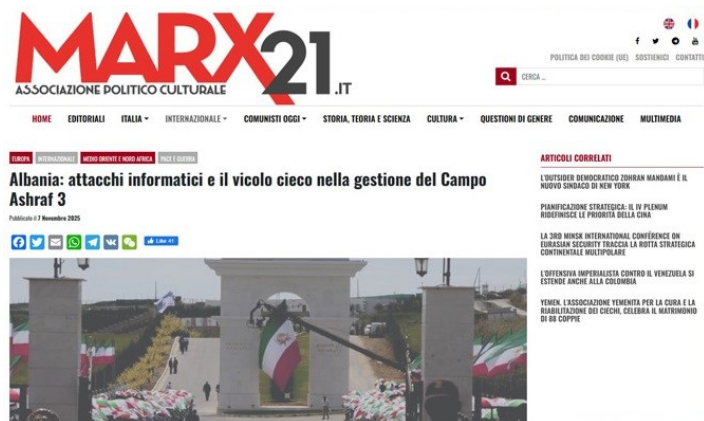 MARX21.IT
ASSOCIAZIONE POLITICO CULTURALE
POLITICA DEI COOKIE (UE) SOSTIENICI CONTATTI
CERCA ...
HOME EDITORIALI ITALIA INTERNAZIONALE COMUNISTI OGGI STORIA, TEORIA E SCIENZA CULTURA QUESTIONI DI GENERE COMUNICAZIONE MULTIMEDIA
EUROPA INTERNAZIONALE MEDIO ORIENTE E NORD AFRICA PACE E GUERRA
Albania: attacchi informatici e il vicolo cieco nella gestione del Campo
Ashraf 3
Pubblicato il 7 Novembre 2025
Like 41
ARTICOLI CORRELATI
L'OUTSIDER DEMOCRATICO ZOHRAN MAMDAMI È IL
NUOVO SINDACO DI NEW YORK
PIANIFICAZIONE STRATEGICA: IL IV PLENUM
RIDEFINISCE LE PRIORITÀ DELLA CINA
LA 3RD MINSK INTERNATIONAL CONFERENCE ON
EURASIAN SECURITY TRACCIA LA ROTTA STRATEGICA
CONTINENTALE MULTIPOLARE
L'OFFENSIVA IMPERIALISTA CONTRO IL VENEZUELA SI
ESTENDE ANCHE ALLA COLOMBIA
YEMEN. L'ASSOCIAZIONE YEMENITA PER LA CURA E LA
RIABILITAZIONE DEI CIECHI, CELEBRA IL MATRIMONIO
DI 88 COPPIE